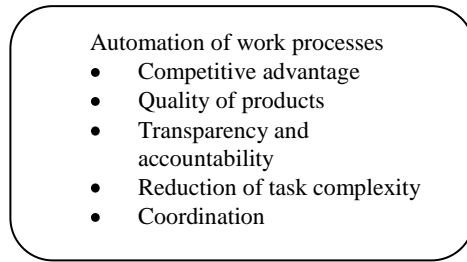 Automation of work processes
• Competitive advantage
• Quality of products
• Transparency and
accountability
• Reduction of task complexity
• Coordination